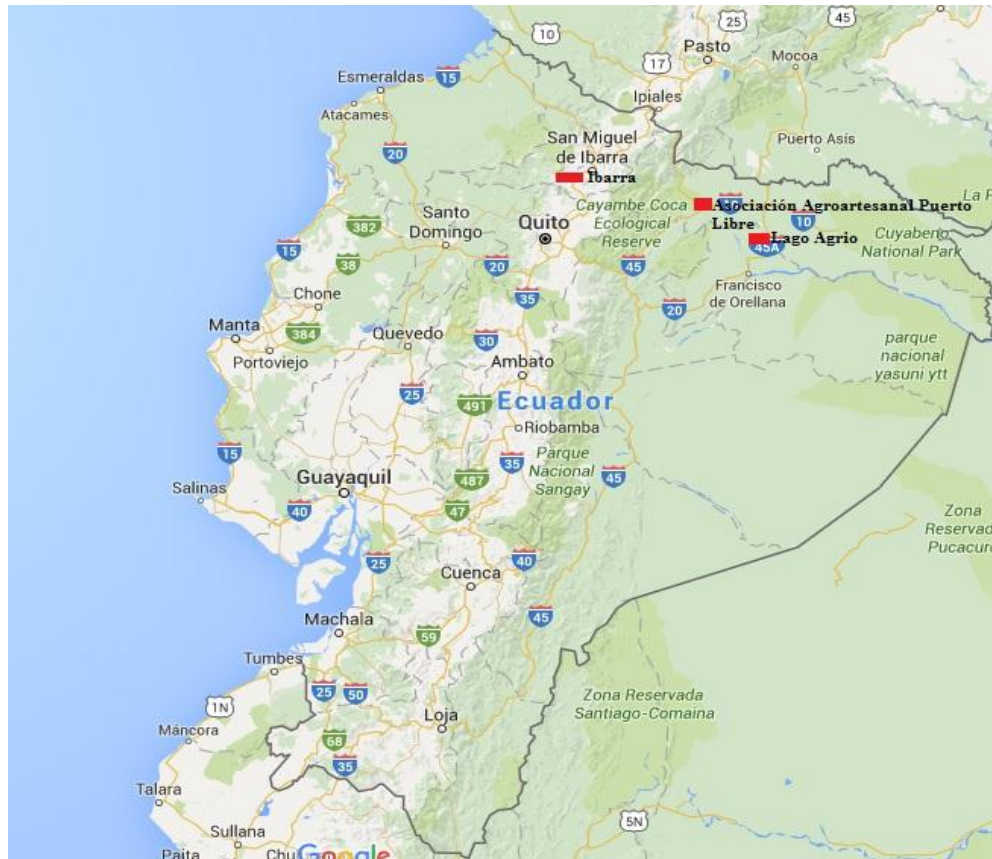 25
45
10
Pasto
17
Mocoa
Esmeraldas
15
Ipiales
Atacames
San Miguel
de Ibarra
Puerto Asís
20
Ibarra
Cayambe Coca
Ecological
Reserve
Asociación Agroartesanal Puerto
Libre
La P
10
Santo
Domingo
382
Quito
Lago Agrio
45A
Cuyabeno
National Park
15
38
20
45
Francisco
de Orellana
35
20
Chone
Manta
384
Quevedo
30
Portoviejo
parque
nacional
yasuni ytt
Ambato
25
491
Ecuador
Riobamba
15
Parque
Nacional
Sangay
35
45
Guayaquil
487
Salinas
40
47
Zona
Reservad
Pucacuro
25
40
Cuenca
45
Machala
59
Tumbes
25
50
1N
Zona Reservada
Santiago-Comaina
Loja
Máncora
68
35
Talara
5N
Sullana
Paita
Chu
Google